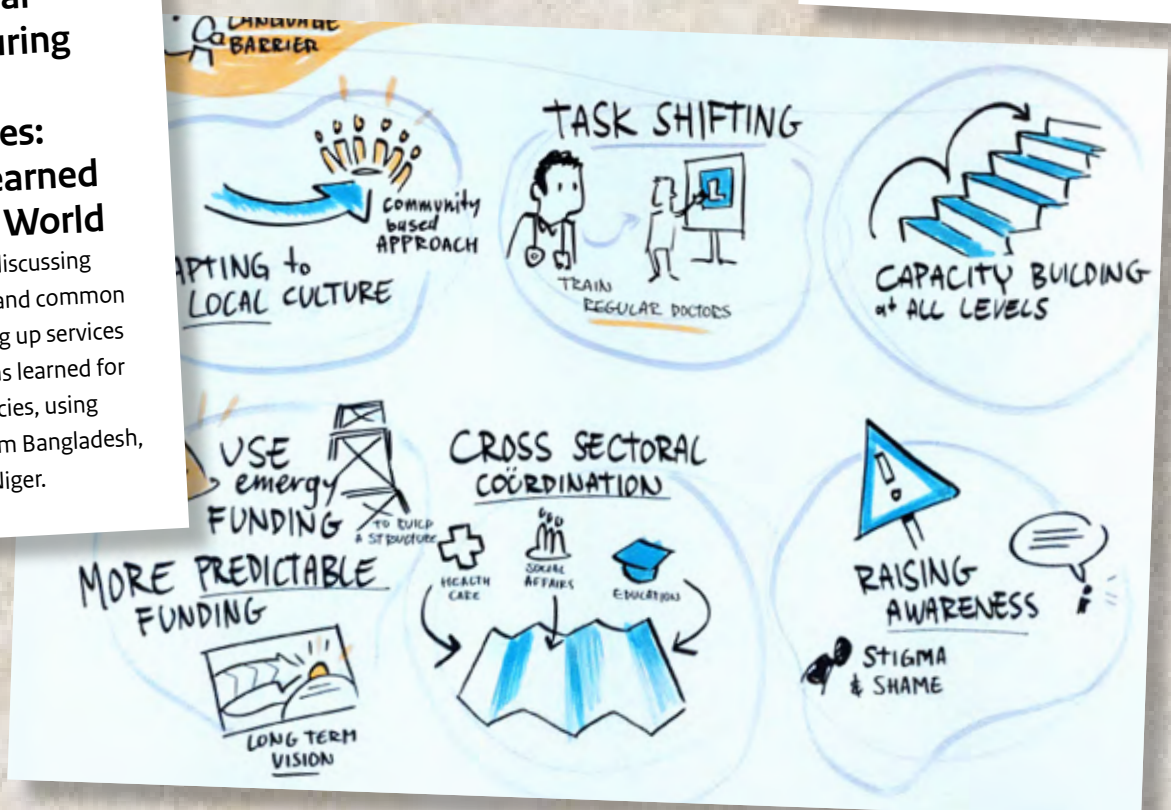 uring
es:
earned
World
discussing
and common
g up services
s learned for
cies, using
m Bangladesh,
Niger.
LANGUAGE
BARRIER
COMMUNITY
based
APPROACH
APTING to
LOCAL CULTURE
TASK SHIFTING
TRAIN
REGULAR DOCTORS
CAPACITY BUILDING
at ALL LEVELS
USE
emergy
FUNDING
TO BUILD
A STRUCTURE
MORE PREDICTABLE
FUNDING
LONG TERM
VISION
CROSS SECTORAL
COÖRDINATION
HEALTH
CARE
SOCIAL
AFFAIRS
EDUCATION
!
RAISING
AWARENESS
STIGMA
& SHAME